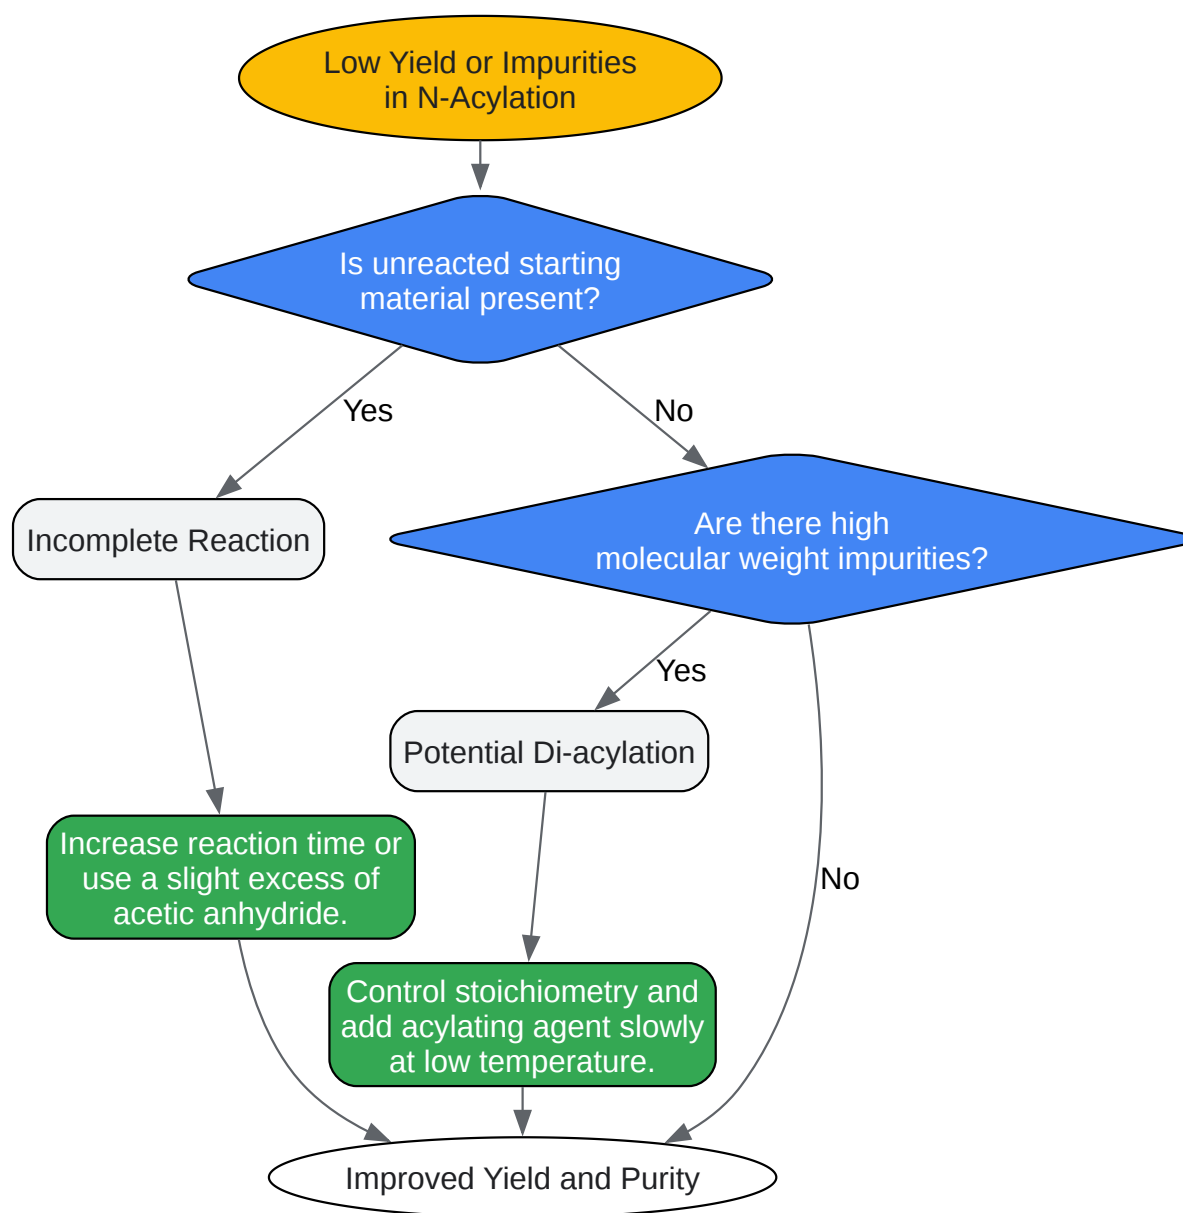 Low Yield or Impurities
in N-Acylation
Is unreacted starting
material present?
Yes
No
Incomplete Reaction
Are there high
molecular weight impurities?
Yes
Potential Di-acylation
Increase reaction time or
use a slight excess of
acetic anhydride.
No
Control stoichiometry and
add acylating agent slowly
at low temperature.
Improved Yield and Purity